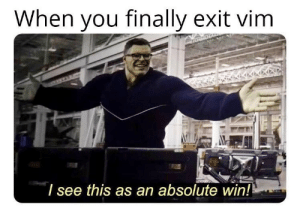 When you finally exit vim
I see this as an absolute win!